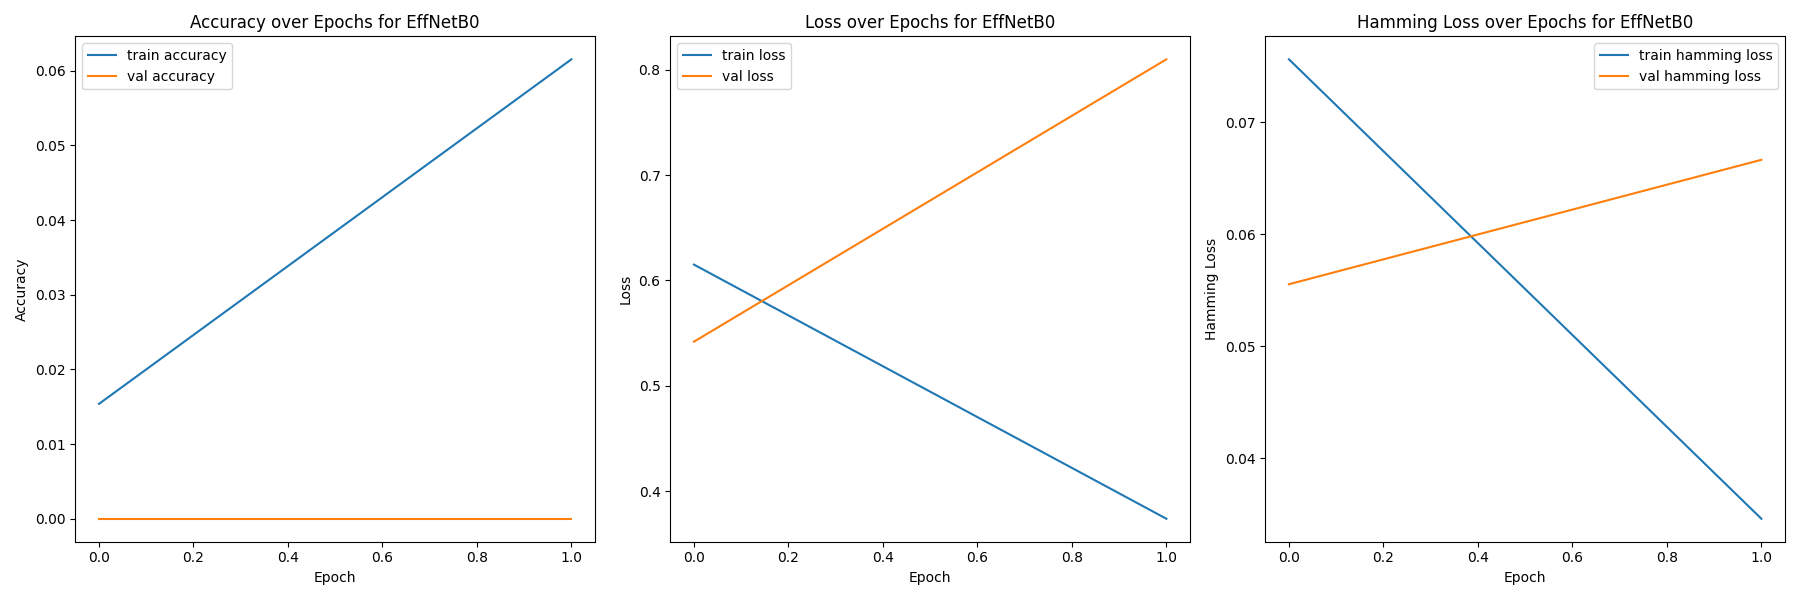 Accuracy over Epochs for EffNetB0
train accuracy
val accuracy
0.06
0.05
0.04
0.03
0.02
0.01
0.00
Accuracy
0.0 0.2 0.4 0.6 0.8 1.0
Epoch
Loss over Epochs for EffNetB0
train loss
val loss
0.8
0.7
0.6
0.5
0.4
Loss
0.0 0.2 0.4 0.6 0.8 1.0
Epoch
Hamming Loss over Epochs for EffNetB0
train hamming loss
val hamming loss
0.07
0.06
0.05
0.04
Hamming Loss
0.0 0.2 0.4 0.6 0.8 1.0
Epoch